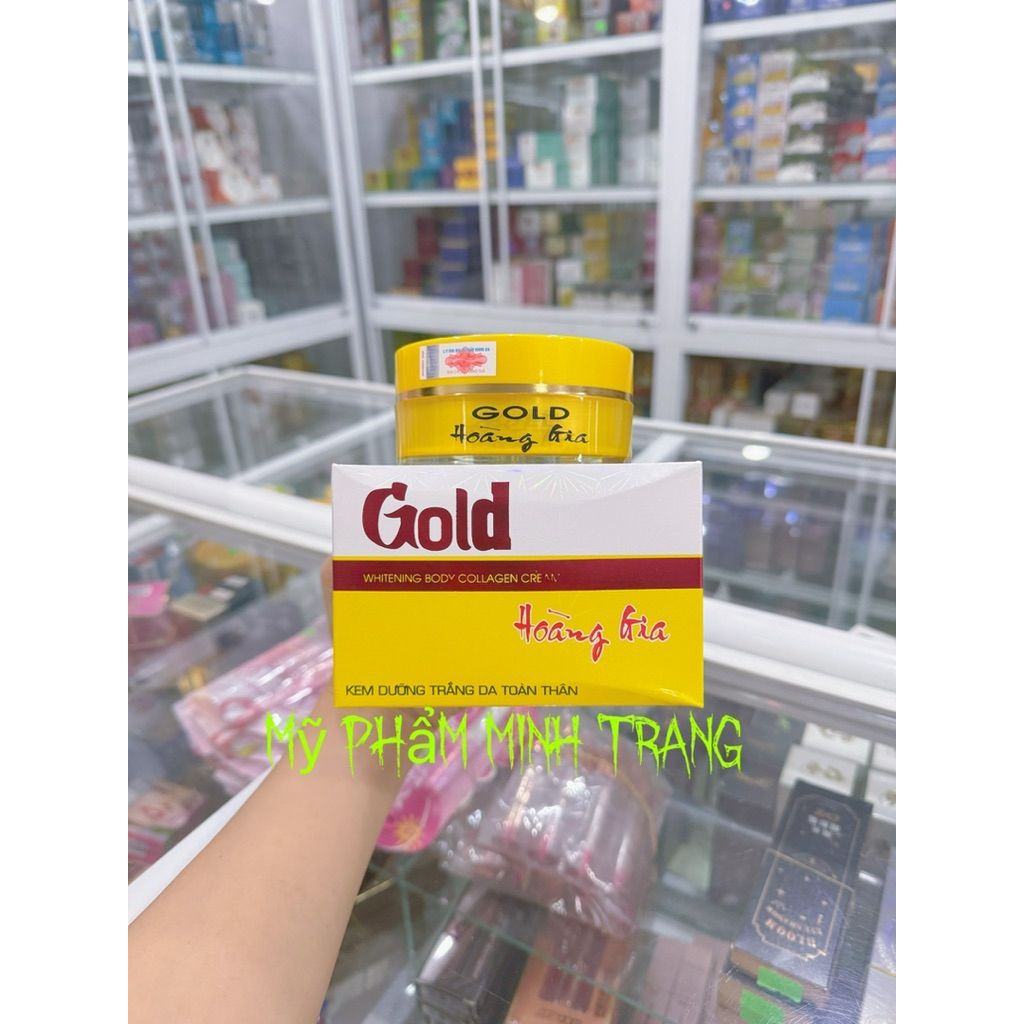 GOLD
Hoàng Gia
Gold
WHITENING BODY COLLAGEN CREAM
Hoàng Gia
KEM DƯỠNG TRẮNG DA TOÀN THÂN
Mỹ PHẩM MINH TRANG
BLOOM